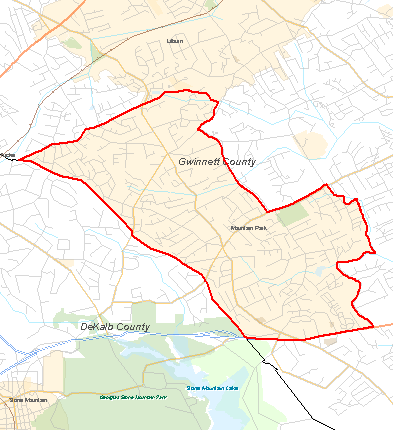 Lilburn
Gwinnett County
Mountain Park
DeKalb County
Stone Mountain Lake
Georgia's Stone Mountain Park
Stone Mountain